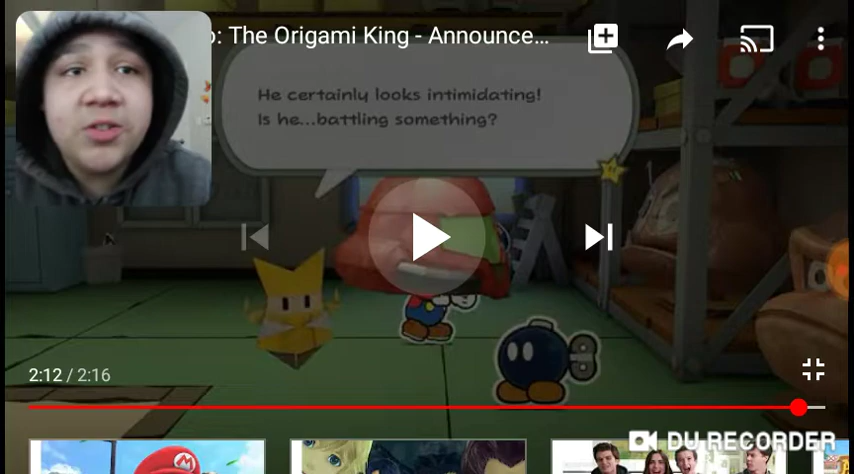 o: The Origami King - Announce...
He certainly looks intimidating!
Is he...battling something?
2:12 / 2:16
DU RECORDER